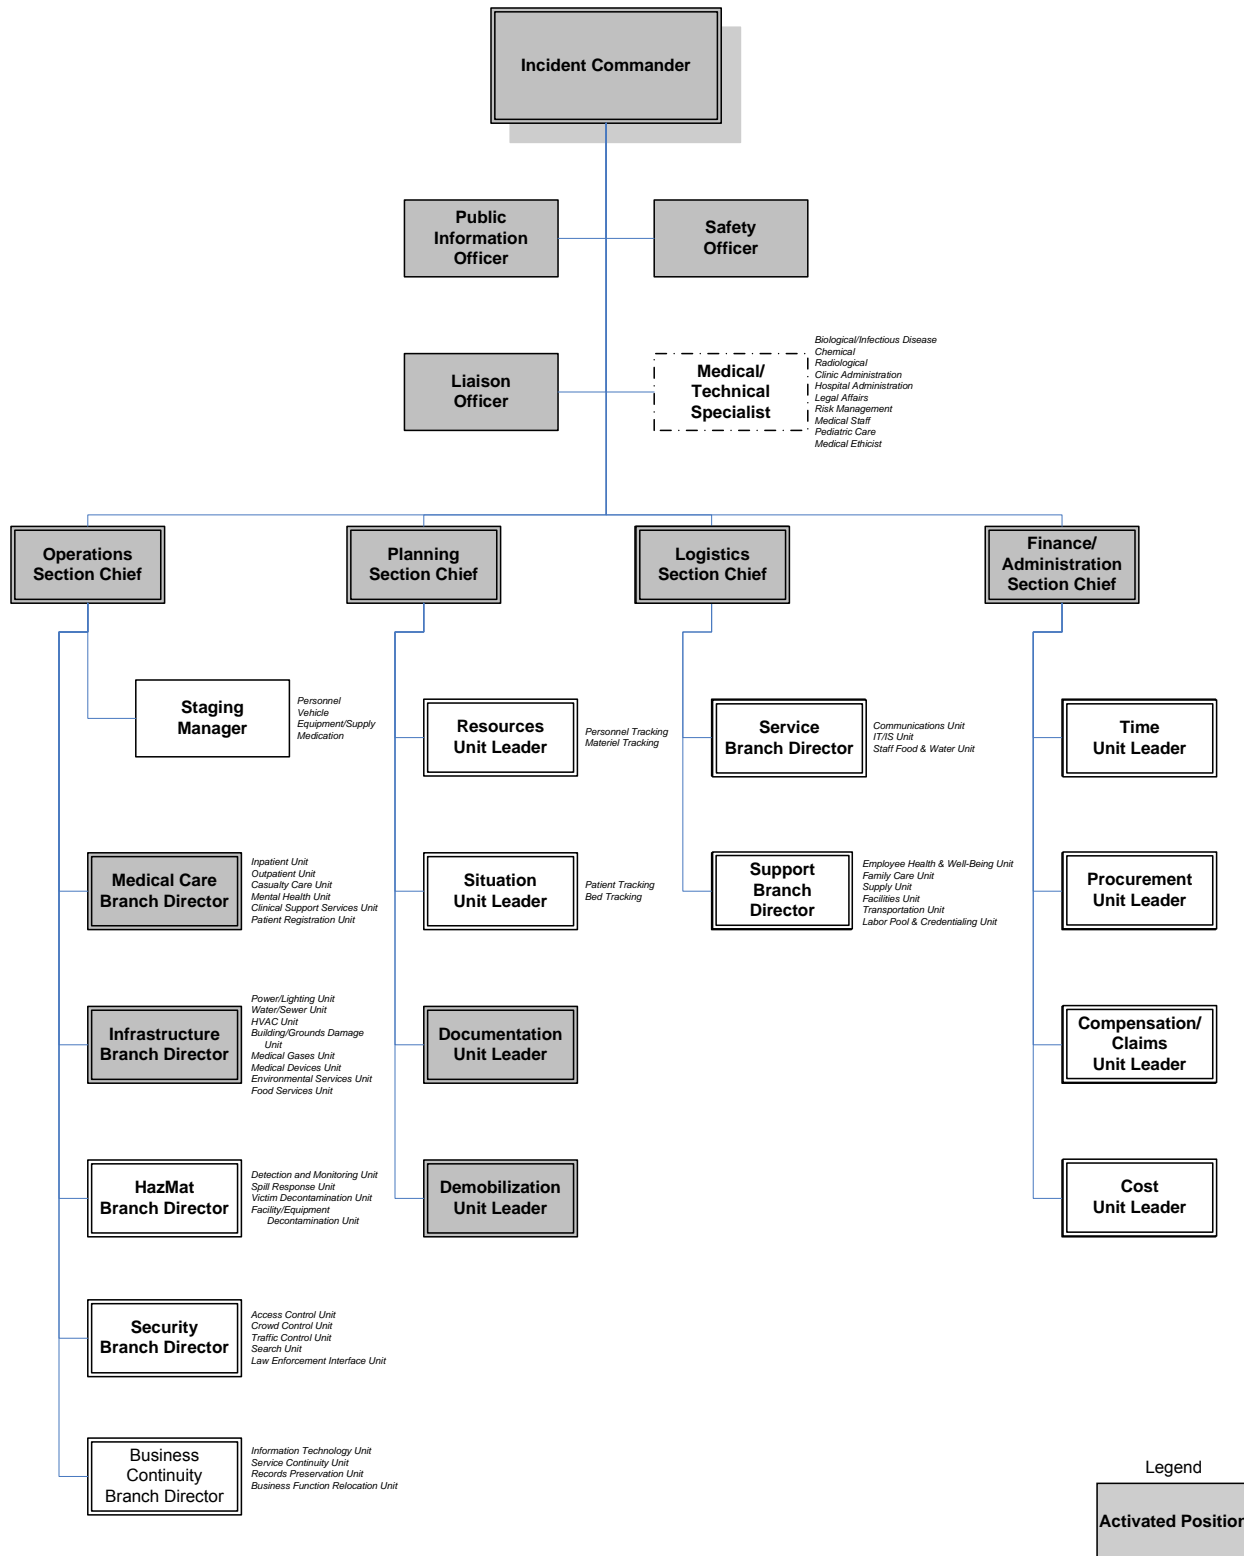 Incident Commander
Public
Information
Officer
Safety
Officer
Liaison
Officer
Medical/
Technical
Specialist
Biological/Infectious Disease
Chemical
Radiological
Clinic Administration
Hospital Administration
Legal Affairs
Risk Management
Medical Staff
Pediatric Care
Medical Ethicist
Operations
Section Chief
Planning
Section Chief
Logistics
Section Chief
Finance/
Administration
Section Chief
Staging
Manager
Personnel
Vehicle
Equipment/Supply
Medication
Resources
Unit Leader
Personnel Tracking
Materiel Tracking
Service
Branch Director
Communications Unit
IT/IS Unit
Staff Food & Water Unit
Time
Unit Leader
Medical Care
Branch Director
Inpatient Unit
Outpatient Unit
Casualty Care Unit
Mental Health Unit
Clinical Support Services Unit
Patient Registration Unit
Situation
Unit Leader
Patient Tracking
Bed Tracking
Support
Branch
Director
Employee Health & Well-Being Unit
Family Care Unit
Supply Unit
Facilities Unit
Transportation Unit
Labor Pool & Credentialing Unit
Procurement
Unit Leader
Infrastructure
Branch Director
Power/Lighting Unit
Water/Sewer Unit
HVAC Unit
Building/Grounds Damage
Unit
Medical Gases Unit
Medical Devices Unit
Environmental Services Unit
Food Services Unit
Documentation
Unit Leader
Compensation/
Claims
Unit Leader
HazMat
Branch Director
Detection and Monitoring Unit
Spill Response Unit
Victim Decontamination Unit
Facility/Equipment
Decontamination Unit
Demobilization
Unit Leader
Cost
Unit Leader
Security
Branch Director
Access Control Unit
Crowd Control Unit
Traffic Control Unit
Search Unit
Law Enforcement Interface Unit
Business
Continuity
Branch Director
Information Technology Unit
Service Continuity Unit
Records Preservation Unit
Business Function Relocation Unit
Legend
Activated Position